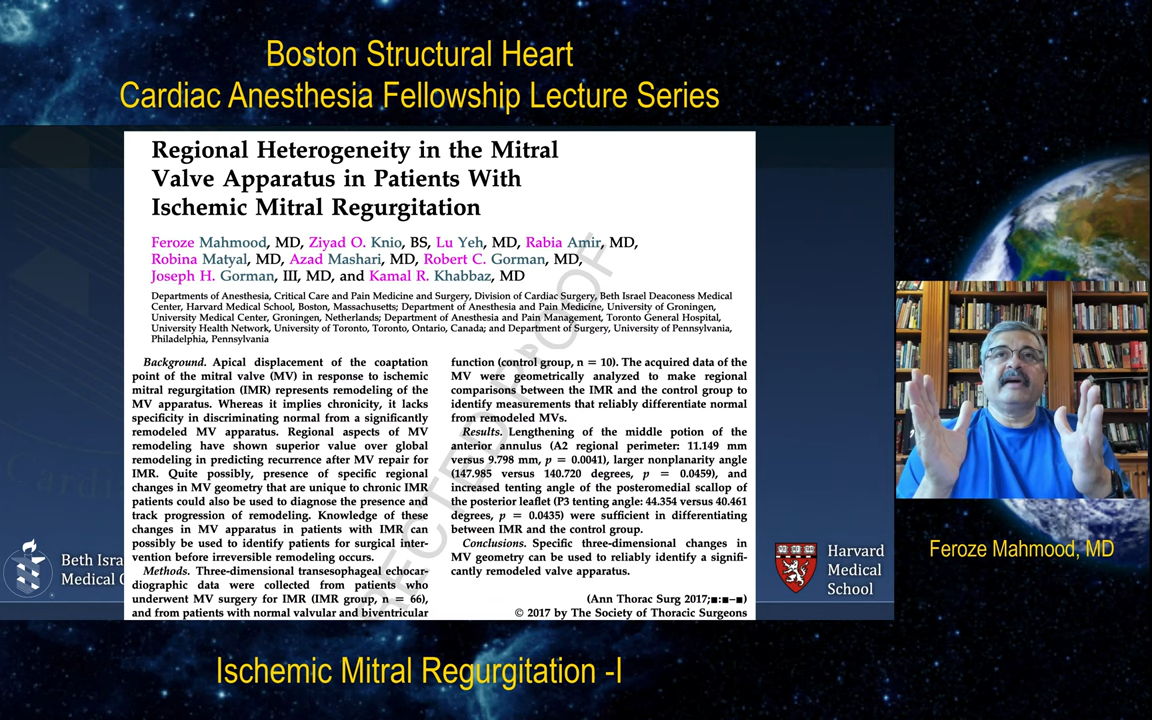 Boston Structural Heart
Cardiac Anesthesia Fellowship Lecture Series
Regional Heterogeneity in the Mitral
Valve Apparatus in Patients With
Ischemic Mitral Regurgitation
Feroze Mahmood, MD, Ziyad O. Knio, BS, Lu Yeh, MD, Rabia Amir, MD,
Robina Matyal, MD, Azad Mashari, MD, Robert C. Gorman, MD,
Joseph H. Gorman, III, MD, and Kamal R. Khabbaz, MD
Departments of Anesthesia, Critical Care and Pain Medicine and Surgery, Division of Cardiac Surgery, Beth Israel Deaconess Medical
Center, Harvard Medical School, Boston, Massachusetts; Department of Anesthesia and Pain Medicine, University of Groningen,
University Medical Center, Groningen, Netherlands; Department of Anesthesia and Pain Management, Toronto General Hospital,
University Health Network, University of Toronto, Toronto, Ontario, Canada; and Department of Surgery, University of Pennsylvania,
Philadelphia, Pennsylvania
Background. Apical displacement of the coaptation
point of the mitral valve (MV) in response to ischemic
mitral regurgitation (IMR) represents remodeling of the
MV apparatus. Whereas it implies chronicity, it lacks
specificity in discriminating normal from a significantly
remodeled MV apparatus. Regional aspects of MV
remodeling have shown superior value over global
remodeling in predicting recurrence after MV repair for
IMR. Quite possibly, presence of specific regional
changes in MV geometry that are unique to chronic IMR
patients could also be used to diagnose the presence and
track progression of remodeling. Knowledge of these
changes in MV apparatus in patients with IMR can
possibly be used to identify patients for surgical inter-
vention before irreversible remodeling occurs.
Methods. Three-dimensional transesophageal echocar-
diographic data were collected from patients who
underwent MV surgery for IMR (IMR group, n = 66),
and from patients with normal valvular and biventricular
function (control group, n = 10). The acquired data of the
MV were geometrically analyzed to make regional
comparisons between the IMR and the control group to
identify measurements that reliably differentiate normal
from remodeled MVs.
Results. Lengthening of the middle potion of the
anterior annulus (A2 regional perimeter: 11.149 mm
versus 9.798 mm, p = 0.0041), larger nonplanarity angle
(147.985 versus 140.720 degrees, p = 0.0459), and
increased tenting angle of the posteromedial scallop of
the posterior leaflet (P3 tenting angle: 44.354 versus 40.461
degrees, p = 0.0435) were sufficient in differentiating
between IMR and the control group.
Conclusions. Specific three-dimensional changes in
MV geometry can be used to reliably identify a signifi-
cantly remodeled valve apparatus.
(Ann Thorac Surg 2017;■:■–■)
© 2017 by The Society of Thoracic Surgeons
RECTED PROOF
Beth Isra
Medical
Harvard
Medical
School
Feroze Mahmood, MD
Ischemic Mitral Regurgitation -I